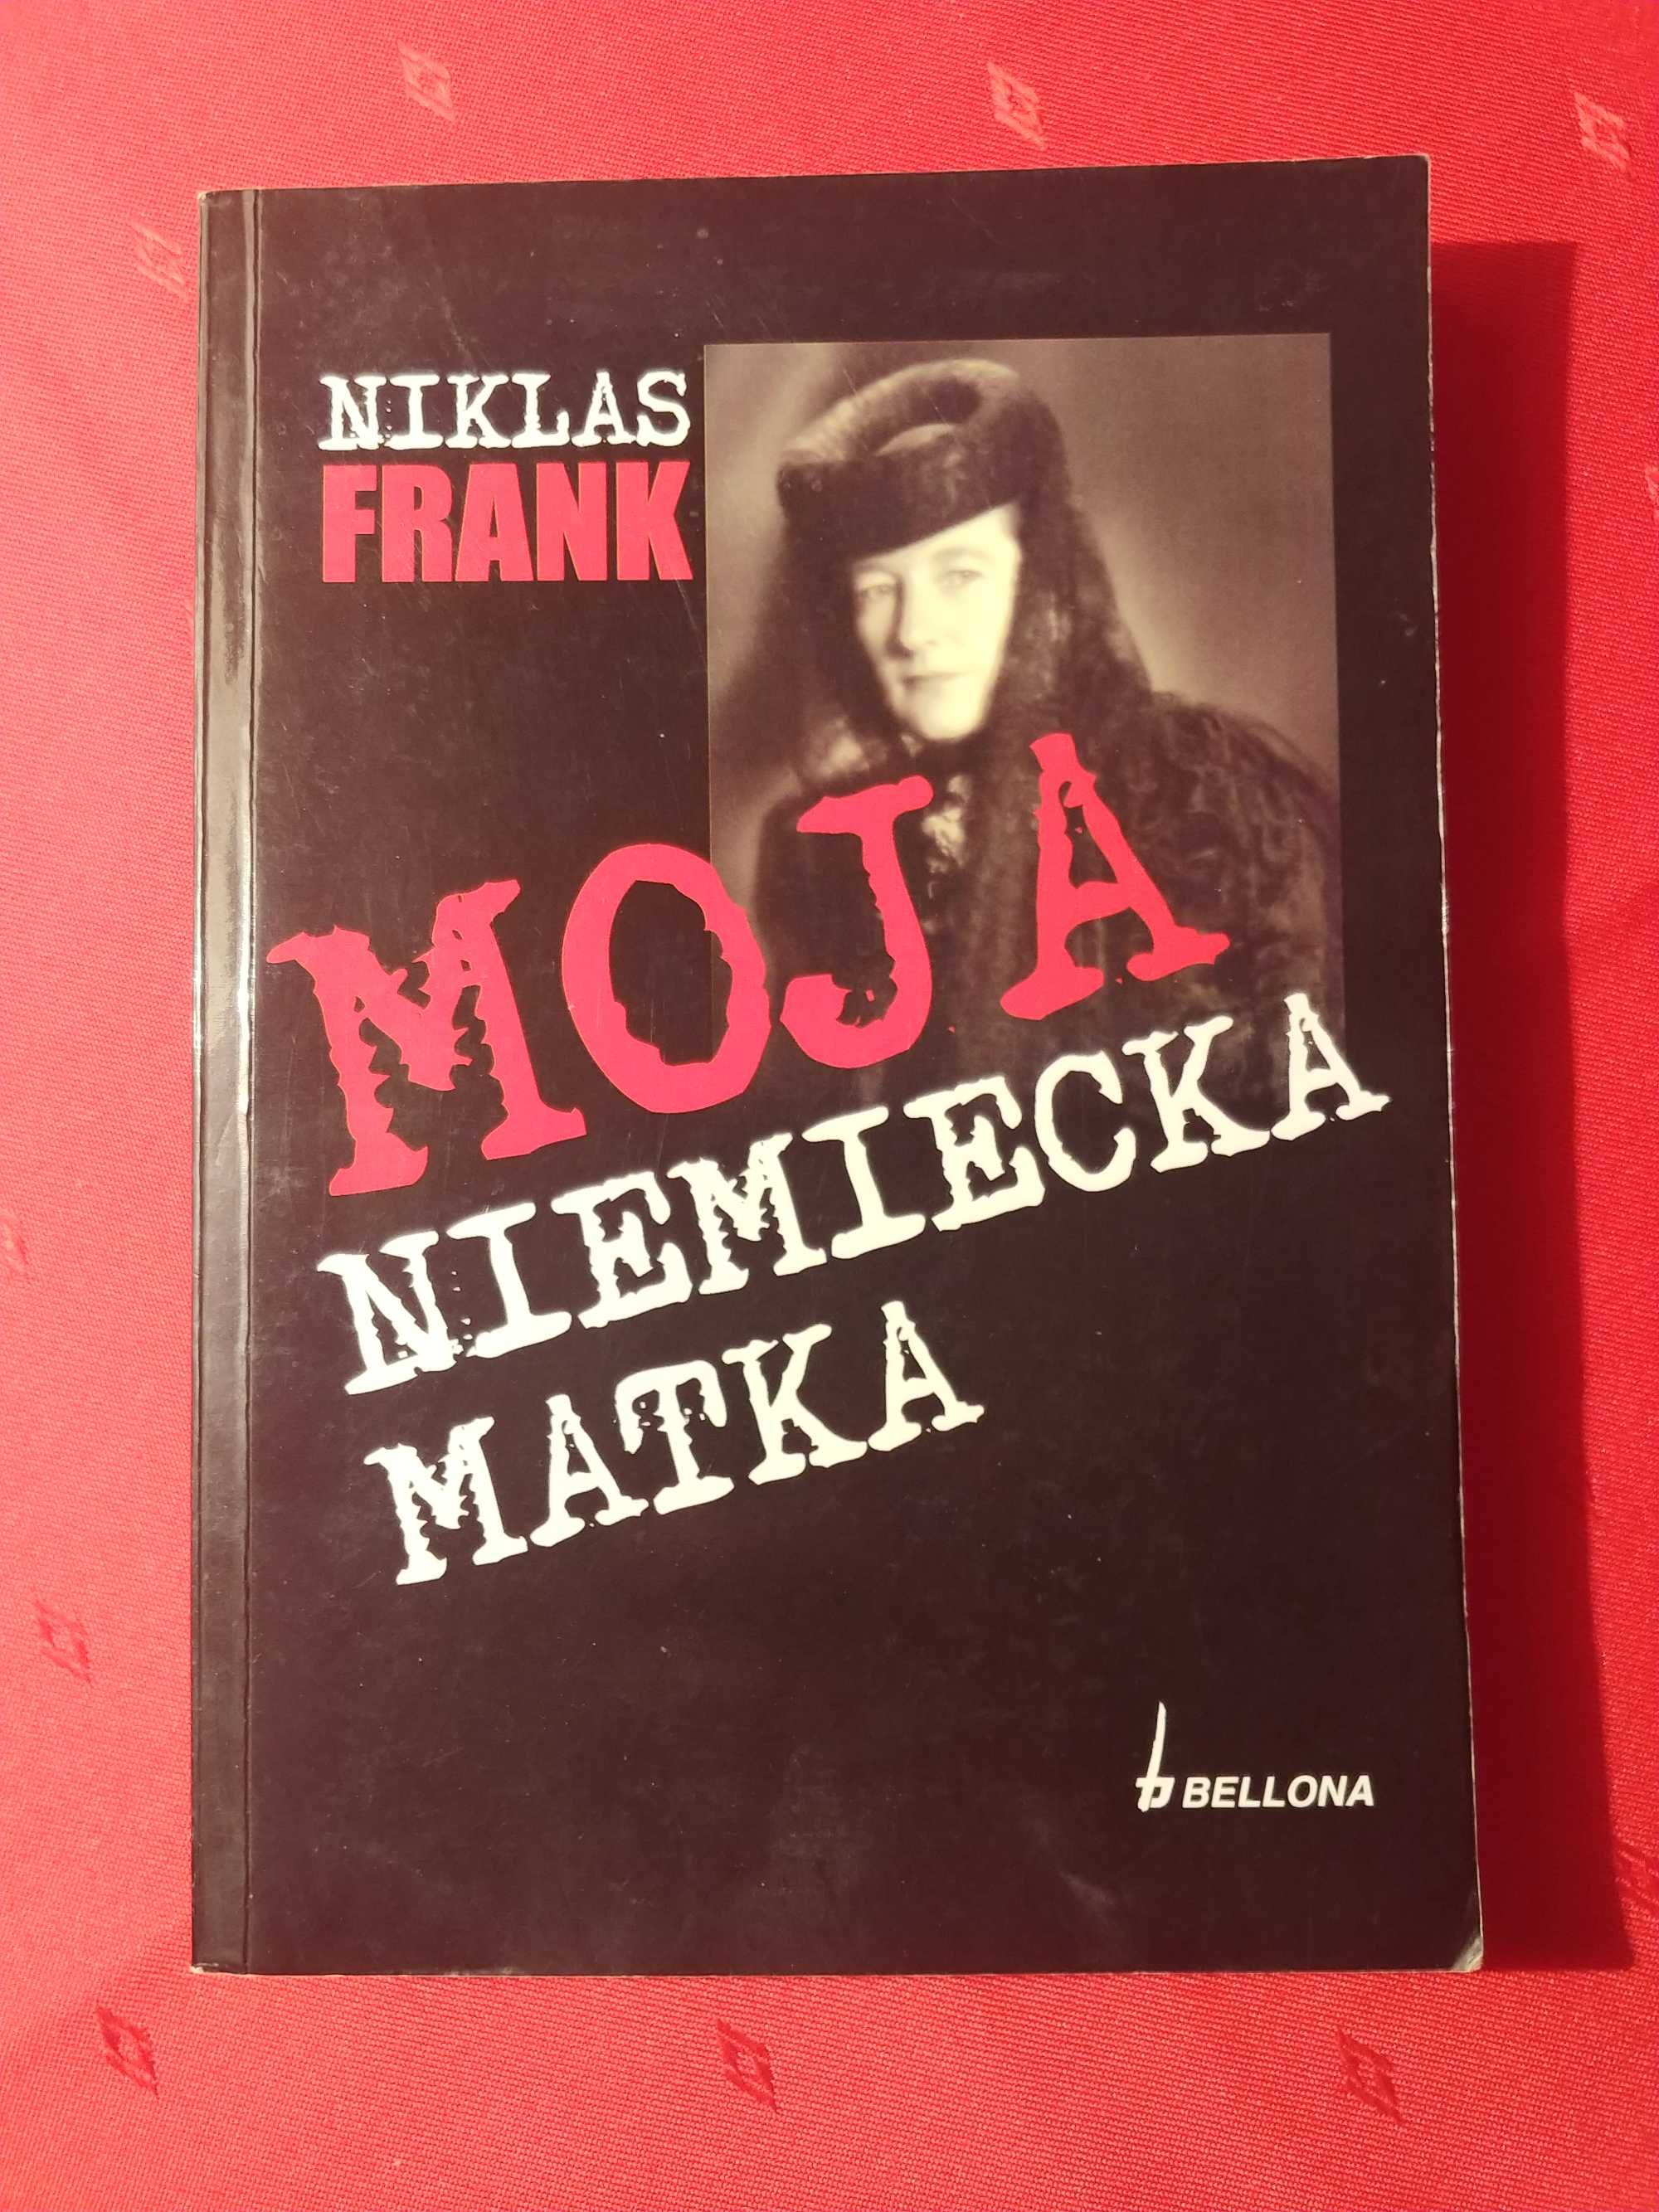 NIKLAS
FRANK
MOJA
NIEMIECKA
MATKA
BELLONA